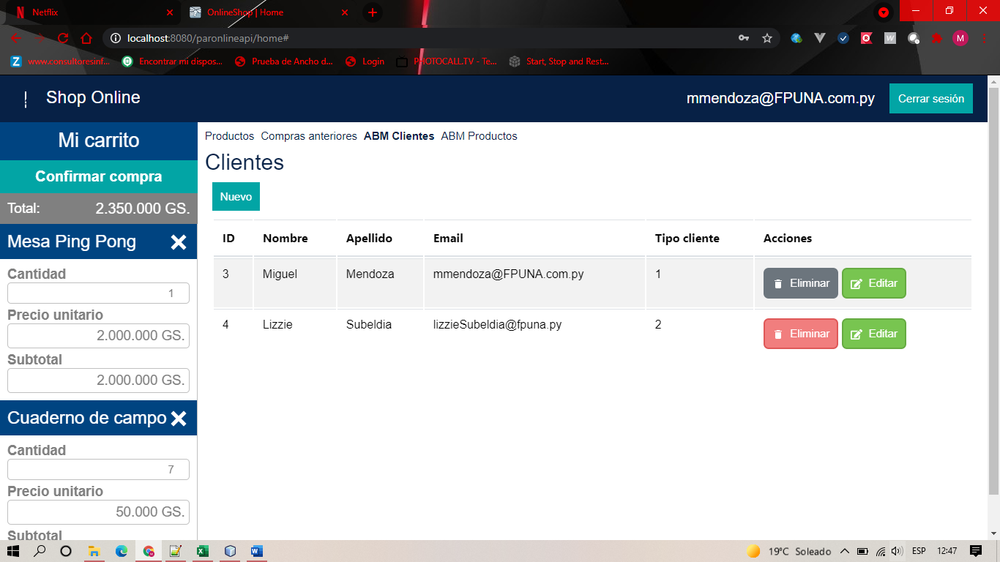 Netflix
OnlineShop | Home
localhost:8080/paronlineapi/home#
M
www.consultoresinf...
Encontrar mi dispos...
Prueba de Ancho d...
Login
PHOTOCALL.TV - Te...
Start, Stop and Rest...
Shop Online
mmendoza@FPUNA.com.py
Cerrar sesión
Mi carrito
Confirmar compra
Total: 2.350.000 GS.
Mesa Ping Pong
Cantidad
1
Precio unitario
2.000.000 GS.
Subtotal
2.000.000 GS.
Cuaderno de campo
Cantidad
7
Precio unitario
50.000 GS.
Subtotal
Productos Compras anteriores ABM Clientes ABM Productos
Clientes
Nuevo
ID Nombre Apellido Email Tipo cliente Acciones
3 Miguel Mendoza mmendoza@FPUNA.com.py 1 Eliminar Editar
4 Lizzie Subeldia lizzieSubeldia@fpuna.py 2 Eliminar Editar
19°C Soleado
ESP
12:47